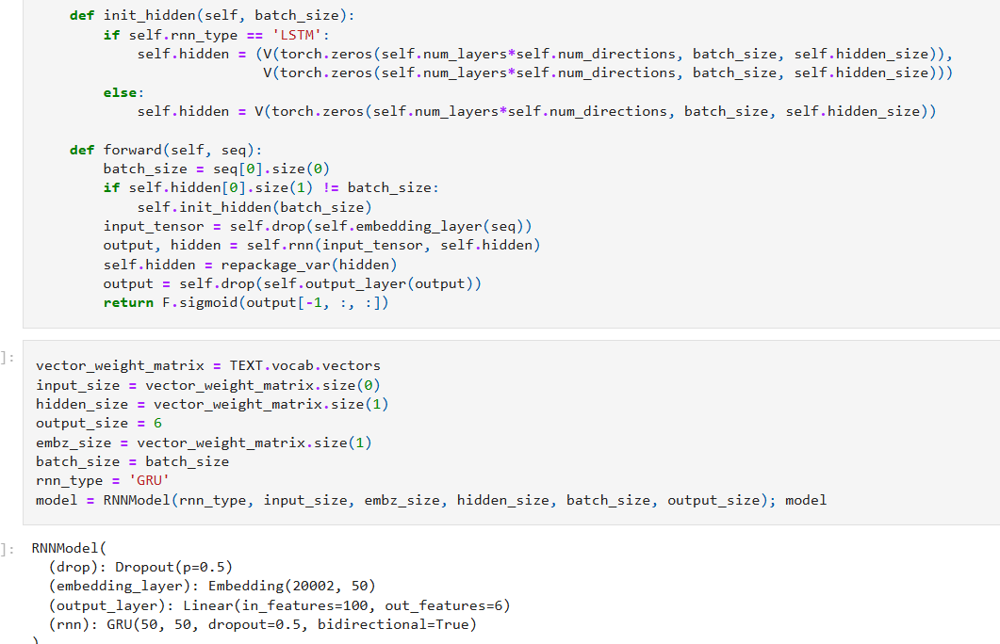 def init_hidden(self, batch_size):
        if self.rnn_type == 'LSTM':
            self.hidden = (V(torch.zeros(self.num_layers*self.num_directions, batch_size, self.hidden_size)),
                           V(torch.zeros(self.num_layers*self.num_directions, batch_size, self.hidden_size)))
        else:
            self.hidden = V(torch.zeros(self.num_layers*self.num_directions, batch_size, self.hidden_size))

    def forward(self, seq):
        batch_size = seq[0].size(0)
        if self.hidden[0].size(1) != batch_size:
            self.init_hidden(batch_size)
        input_tensor = self.drop(self.embedding_layer(seq))
        output, hidden = self.rnn(input_tensor, self.hidden)
        self.hidden = repackage_var(hidden)
        output = self.drop(self.output_layer(output))
        return F.sigmoid(output[-1, :, :])

]:
vector_weight_matrix = TEXT.vocab.vectors
input_size = vector_weight_matrix.size(0)
hidden_size = vector_weight_matrix.size(1)
output_size = 6
embz_size = vector_weight_matrix.size(1)
batch_size = batch_size
rnn_type = 'GRU'
model = RNNModel(rnn_type, input_size, embz_size, hidden_size, batch_size, output_size); model

]: RNNModel(
  (drop): Dropout(p=0.5)
  (embedding_layer): Embedding(20002, 50)
  (output_layer): Linear(in_features=100, out_features=6)
  (rnn): GRU(50, 50, dropout=0.5, bidirectional=True)
)